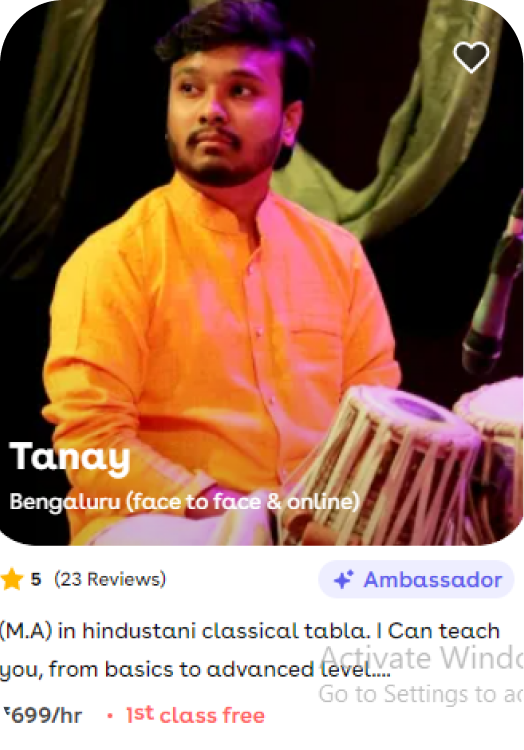 Tanay
Bengaluru (face to face & online)
5 (23 Reviews)
Ambassador
(M.A) in hindustani classical tabla. I Can teach
you, from basics to advanced level....
Activate Windo
Go to Settings to ac
₹699/hr • 1st class free